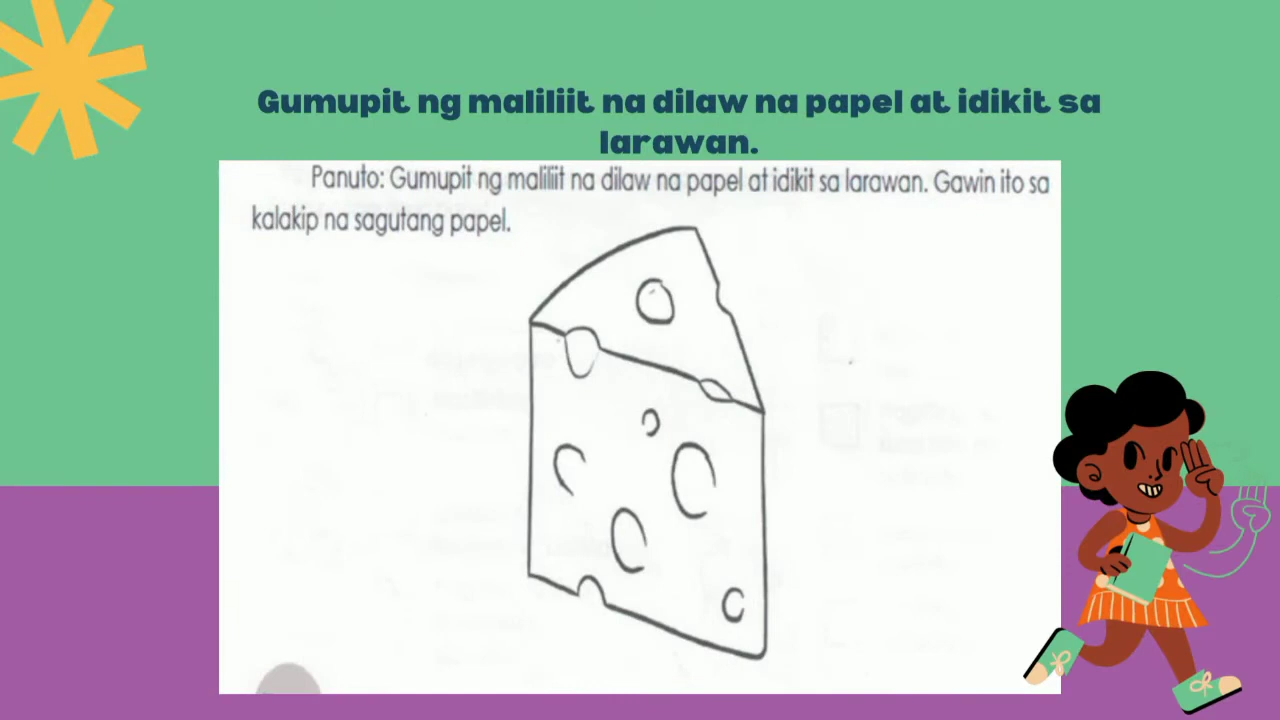 Gumupit ng maliliit na dilaw na papel at idikit sa
larawan.
Panuto: Gumupit ng maliliit na dilaw na papel at idikit sa larawan. Gawin ito sa
kalakip na sagutang papel.